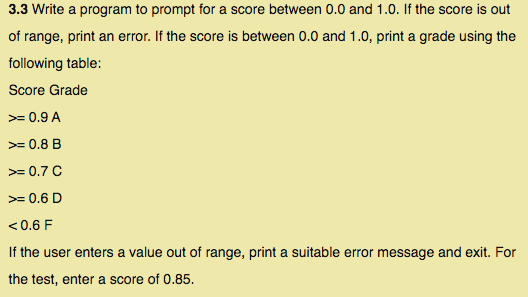 3.3 Write a program to prompt for a score between 0.0 and 1.0. If the score is out
of range, print an error. If the score is between 0.0 and 1.0, print a grade using the
following table:
Score Grade
>= 0.9 A
>= 0.8 B
>= 0.7 C
>= 0.6 D
< 0.6 F
If the user enters a value out of range, print a suitable error message and exit. For
the test, enter a score of 0.85.